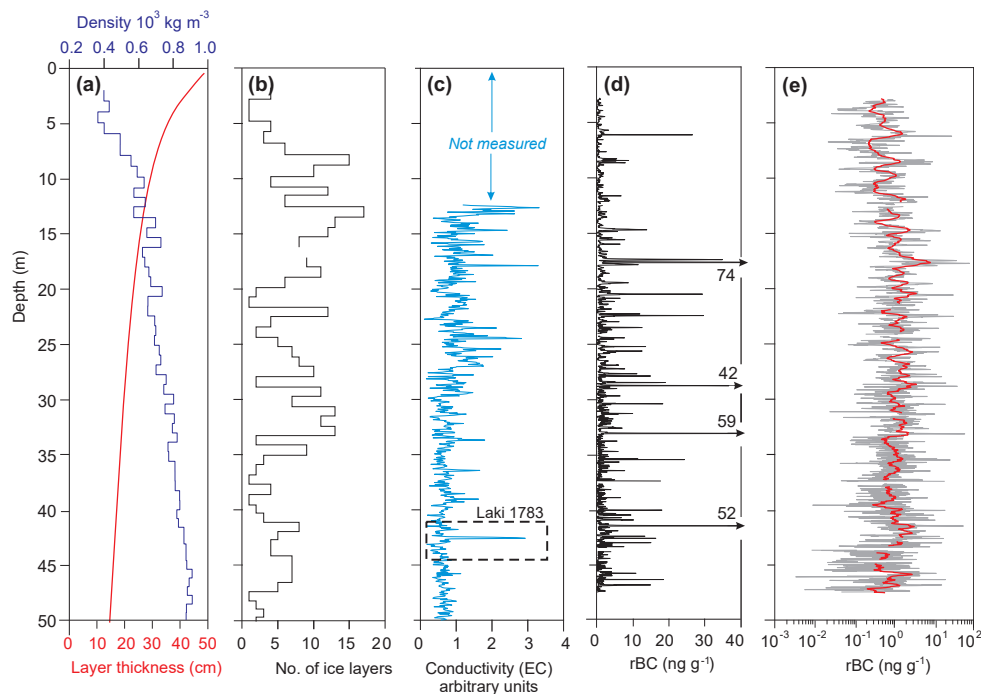 Density 10³ kg m⁻³
0.2 0.4 0.6 0.8 1.0
(a) (b) (c) (d) (e)
0
5
10
15
20
25
30
35
40
45
50
Depth (m)
Not measured
74
42
59
52
Laki 1783
0 10 20 30 40 50
Layer thickness (cm)
0 5 10 15 20
No. of ice layers
0 1 2 3 4
Conductivity (EC)
arbitrary units
0 10 20 30 40
rBC (ng g⁻¹)
10⁻³ 10⁻² 10⁻¹ 10⁰ 10¹ 10²
rBC (ng g⁻¹)